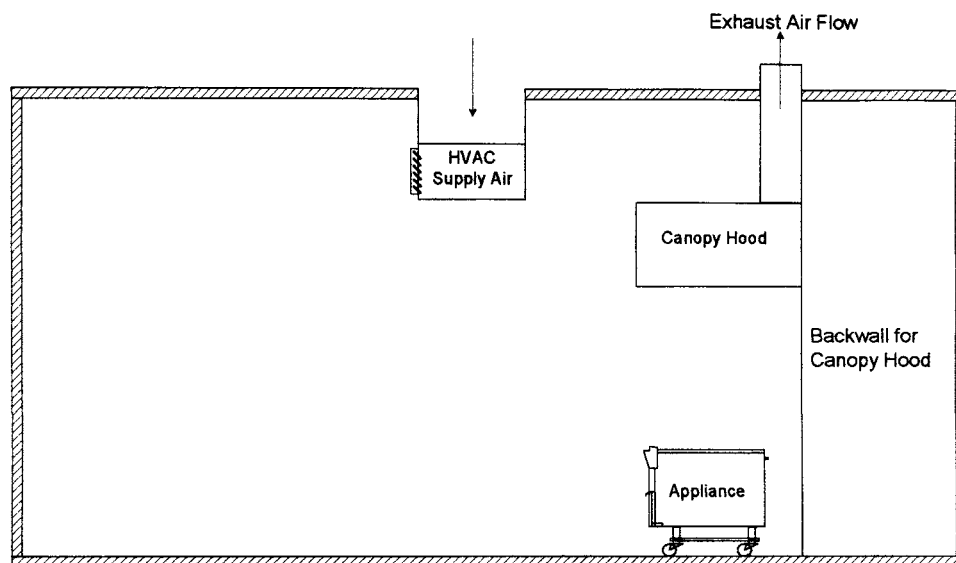 Exhaust Air Flow
HVAC
Supply Air
Canopy Hood
Backwall for
Canopy Hood
Appliance